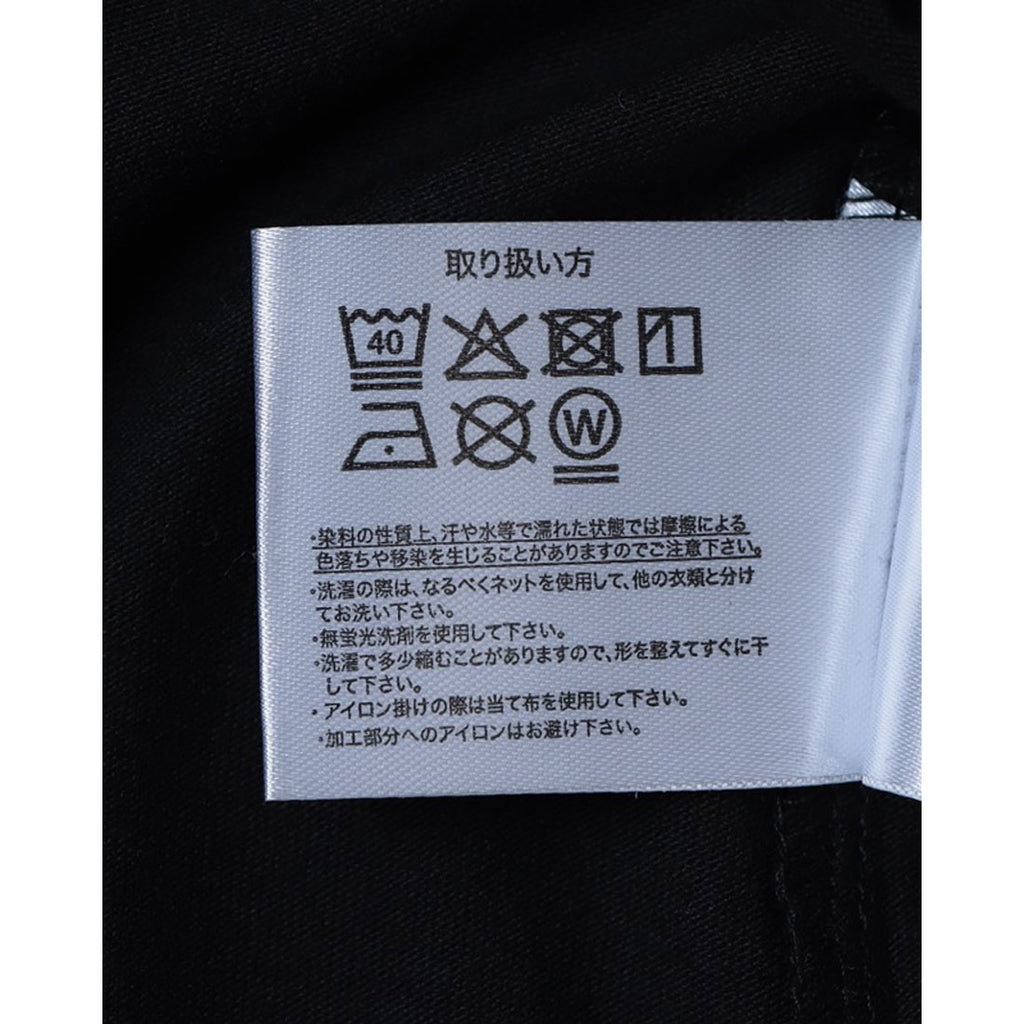 取り扱い方
40
W
・染料の性質上、汗や水等で濡れた状態では摩擦による
色落ちや移染を生じることがありますのでご注意下さい。
・洗濯の際は、なるべくネットを使用して、他の衣類と分け
てお洗い下さい。
・無蛍光洗剤を使用して下さい。
・洗濯で多少縮むことがありますので、形を整えてすぐに干
して下さい。
・アイロン掛けの際は当て布を使用して下さい。
・加工部分へのアイロンはお避け下さい。